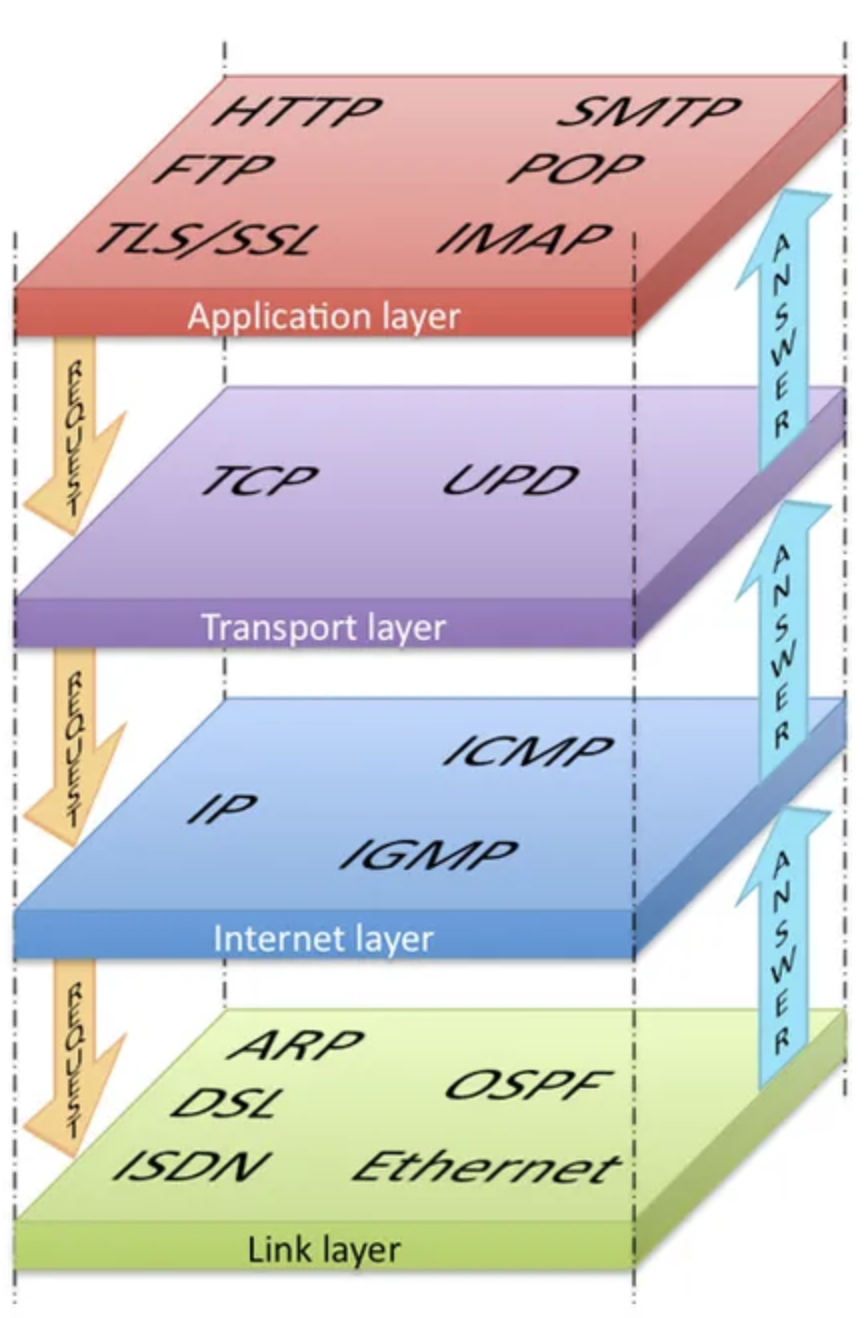 HTTP SMTP
FTP POP
TLS/SSL IMAP
Application layer
REQUEST
ANSWER
TCP UPD
Transport layer
REQUEST
ANSWER
ICMP
IP
IGMP
Internet layer
REQUEST
ANSWER
ARP
OSPF
DSL
ISDN Ethernet
Link layer